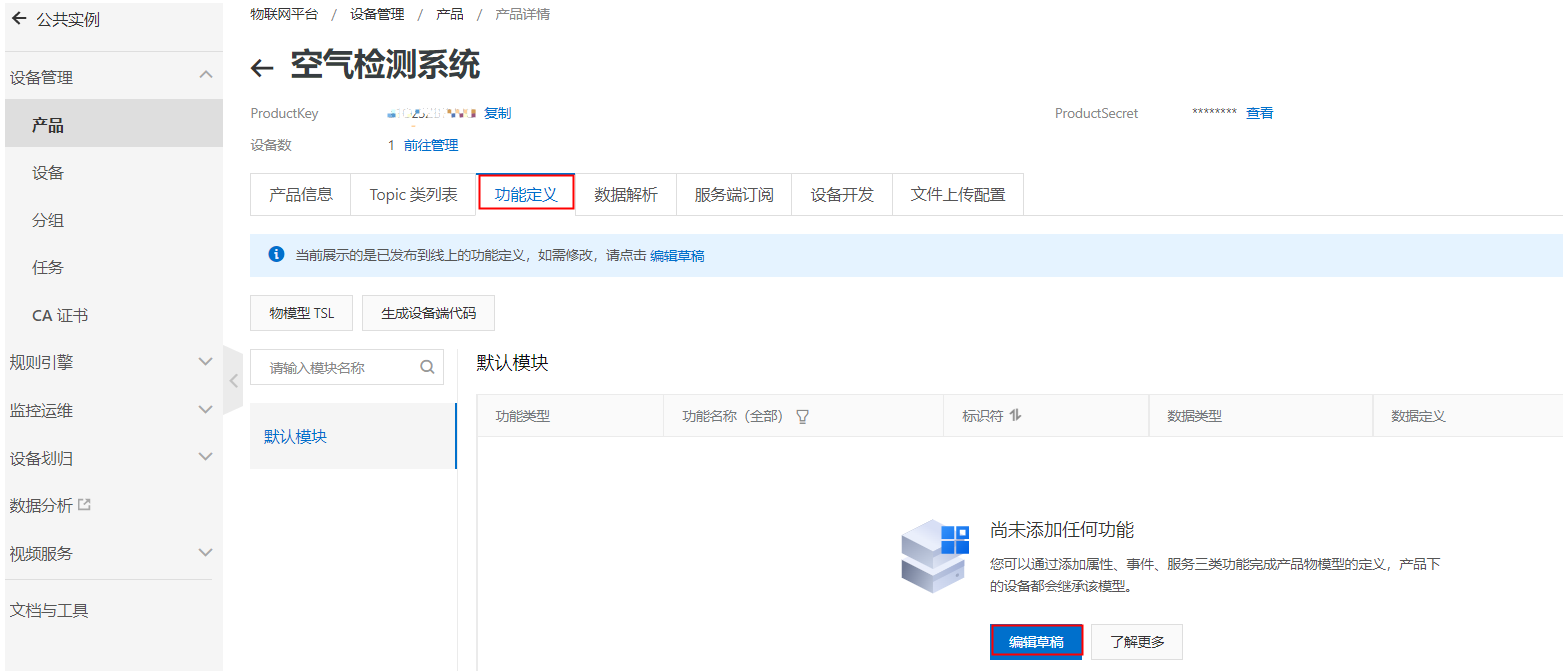 公共实例
设备管理
产品
设备
分组
任务
CA 证书
规则引擎
监控运维
设备划归
数据分析
视频服务
文档与工具
物联网平台 / 设备管理 / 产品 / 产品详情
空气检测系统
ProductKey 复制 ProductSecret ******** 查看
设备数 1 前往管理
产品信息 Topic 类列表 功能定义 数据解析 服务端订阅 设备开发 文件上传配置
当前展示的是已发布到线上的功能定义，如需修改，请点击 编辑草稿
物模型 TSL 生成设备端代码
请输入模块名称
默认模块
默认模块
功能类型 功能名称（全部） 标识符 数据类型 数据定义
尚未添加任何功能
您可以通过添加属性、事件、服务三类功能完成产品物模型的定义，产品下
的设备都会继承该模型。
编辑草稿 了解更多